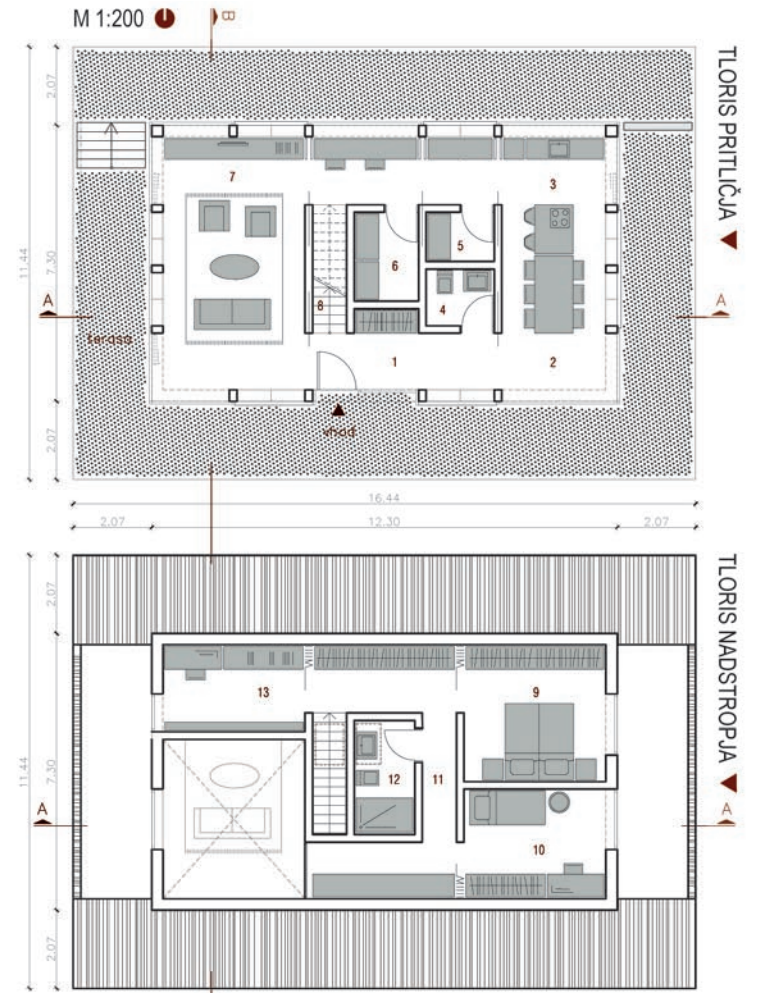 M 1:200
B
TLORIS PRITLIČJA
2.07
7
3
5
6
11.44
7.30
A
8
4
A
terasa
1
2
vhod
2.07
16.44
2.07
12.30
2.07
TLORIS NADSTROPJA
2.07
13
9
11.44
7.30
12
11
A
A
10
2.07